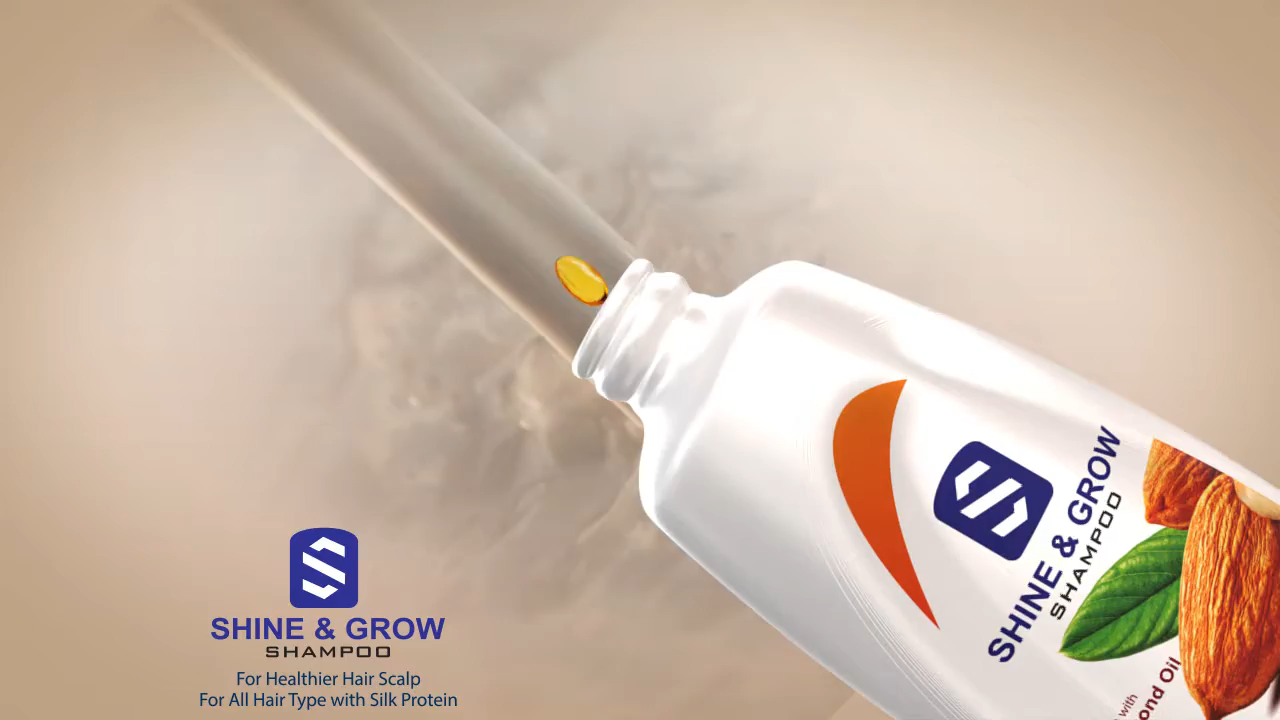 SHINE & GROW
SHAMPOO
with
ond Oil
SHINE & GROW
SHAMPOO
For Healthier Hair Scalp
For All Hair Type with Silk Protein